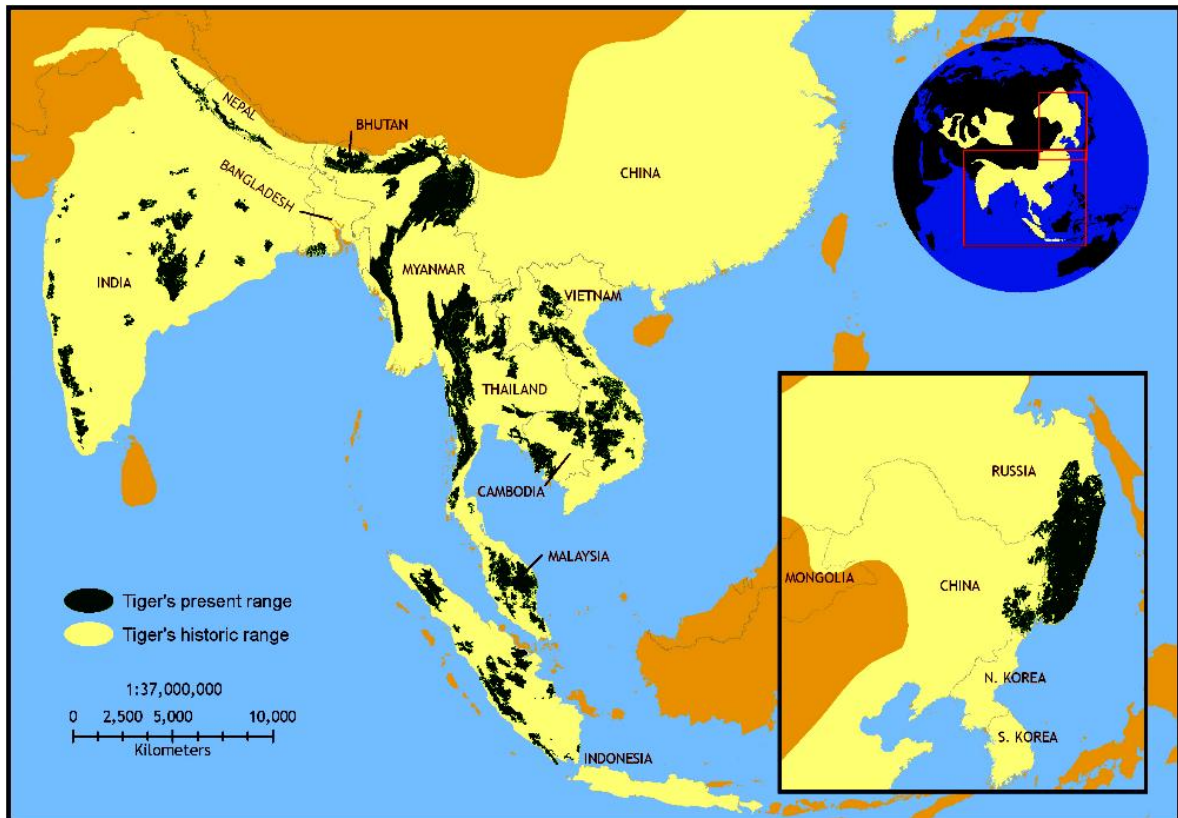 NEPAL
BHUTAN
BANGLADESH
CHINA
INDIA
MYANMAR
VIETNAM
THAILAND
CAMBODIA
MALAYSIA
INDONESIA
Tiger's present range
Tiger's historic range
1:37,000,000
0 2,500 5,000 10,000
Kilometers
RUSSIA
MONGOLIA
CHINA
N. KOREA
S. KOREA